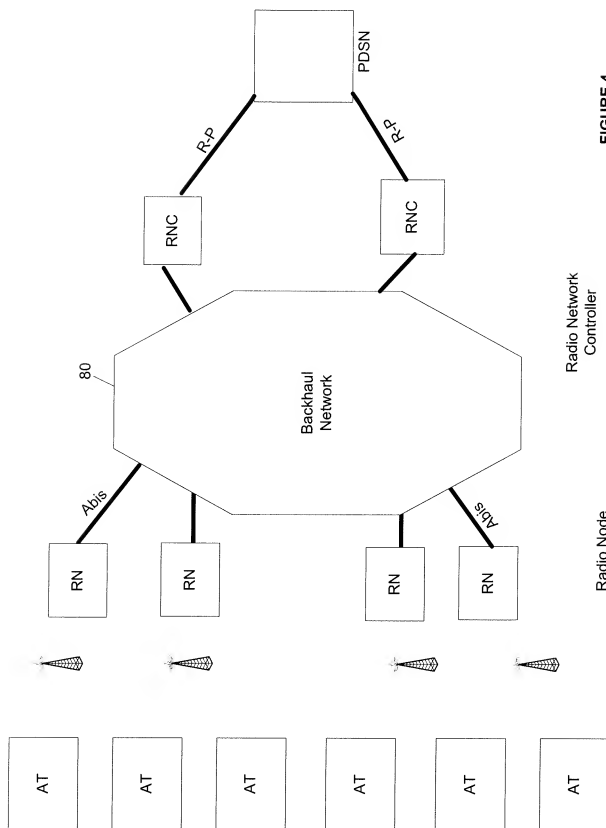 AT
AT
AT
AT
AT
AT
RN
RN
RN
RN
Radio Node
Abis
Abis
80
Backhaul
Network
Radio Network
Controller
RNC
RNC
R-P
R-P
PDSN
FIGURE 4